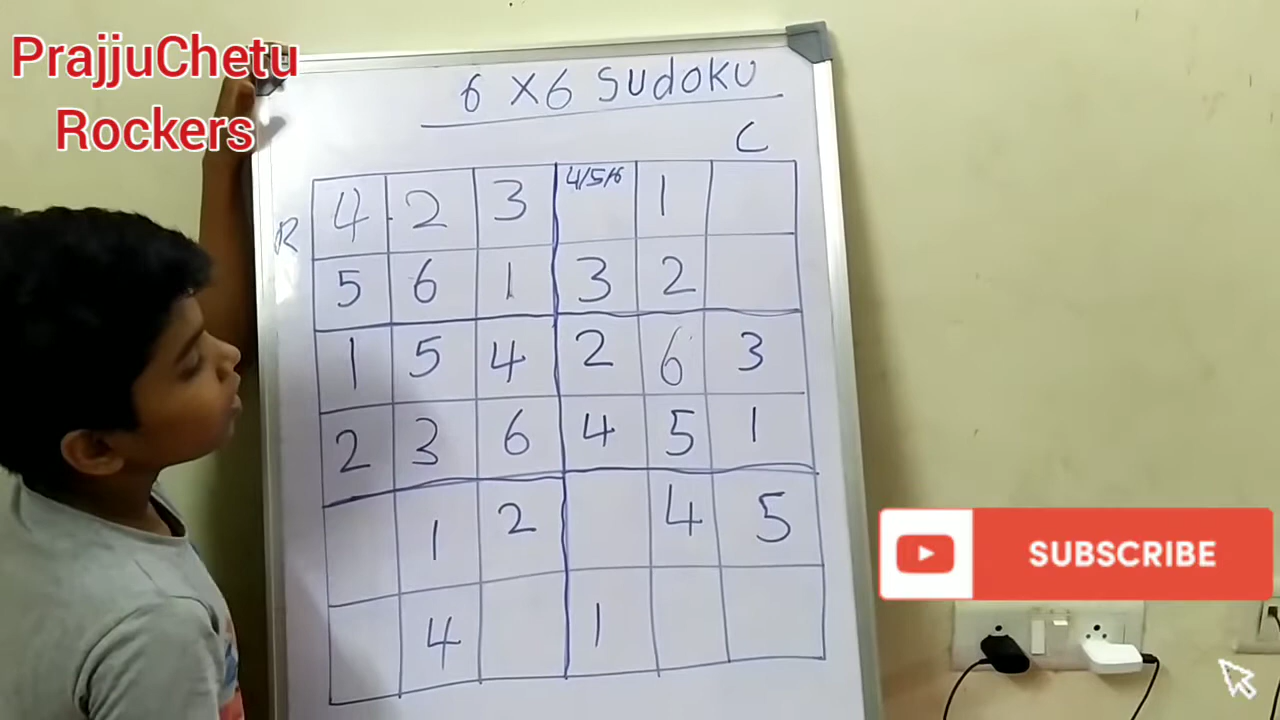 PrajjuChetu
Rockers
6 X 6 Sudoku
C
R
4 2 3 4/5/6 1
5 6 1 3 2
1 5 4 2 6 3
2 3 6 4 5 1
1 2 4 5
4 1
SUBSCRIBE